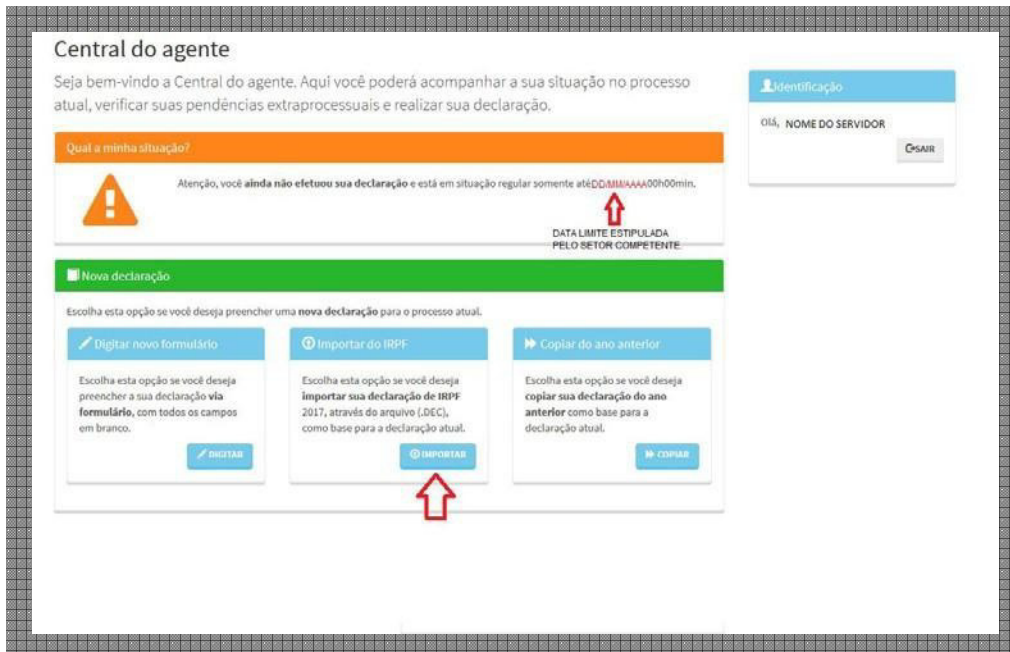 Central do agente
Seja bem-vindo a Central do agente. Aqui você poderá acompanhar a sua situação no processo
atual, verificar suas pendências extraprocessuais e realizar sua declaração.
Identificação
Olá, NOME DO SERVIDOR
SAIR
Qual a minha situação?
Atenção, você ainda não efetuou sua declaração e está em situação regular somente até DD/MM/AAAA 00h00min.
DATA LIMITE ESTIPULADA
PELO SETOR COMPETENTE.
Nova declaração
Escolha esta opção se você deseja preencher uma nova declaração para o processo atual.
Digitar novo formulário
Escolha esta opção se você deseja
preencher a sua declaração via
formulário, com todos os campos
em branco.
DIGITAR
Importar do IRPF
Escolha esta opção se você deseja
importar sua declaração de IRPF
2017, através do arquivo (.DEC),
como base para a declaração atual.
IMPORTAR
Copiar do ano anterior
Escolha esta opção se você deseja
copiar sua declaração do ano
anterior como base para a
declaração atual.
COPIAR